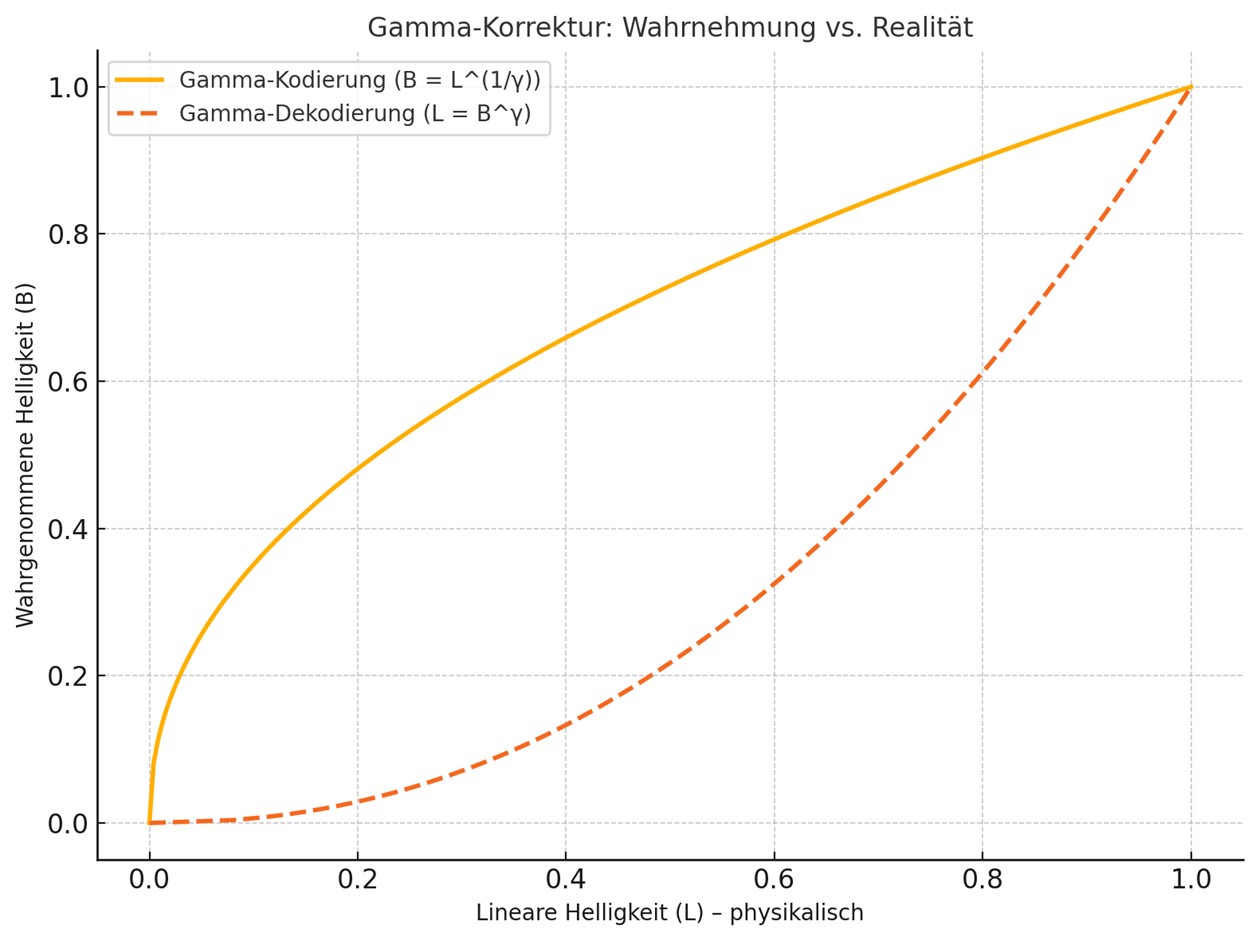 Gamma-Korrektur: Wahrnehmung vs. Realität
Gamma-Kodierung (B = L^(1/γ))
Gamma-Dekodierung (L = B^γ)
Wahrgenommene Helligkeit (B)
1.0
0.8
0.6
0.4
0.2
0.0
0.0 0.2 0.4 0.6 0.8 1.0
Lineare Helligkeit (L) – physikalisch